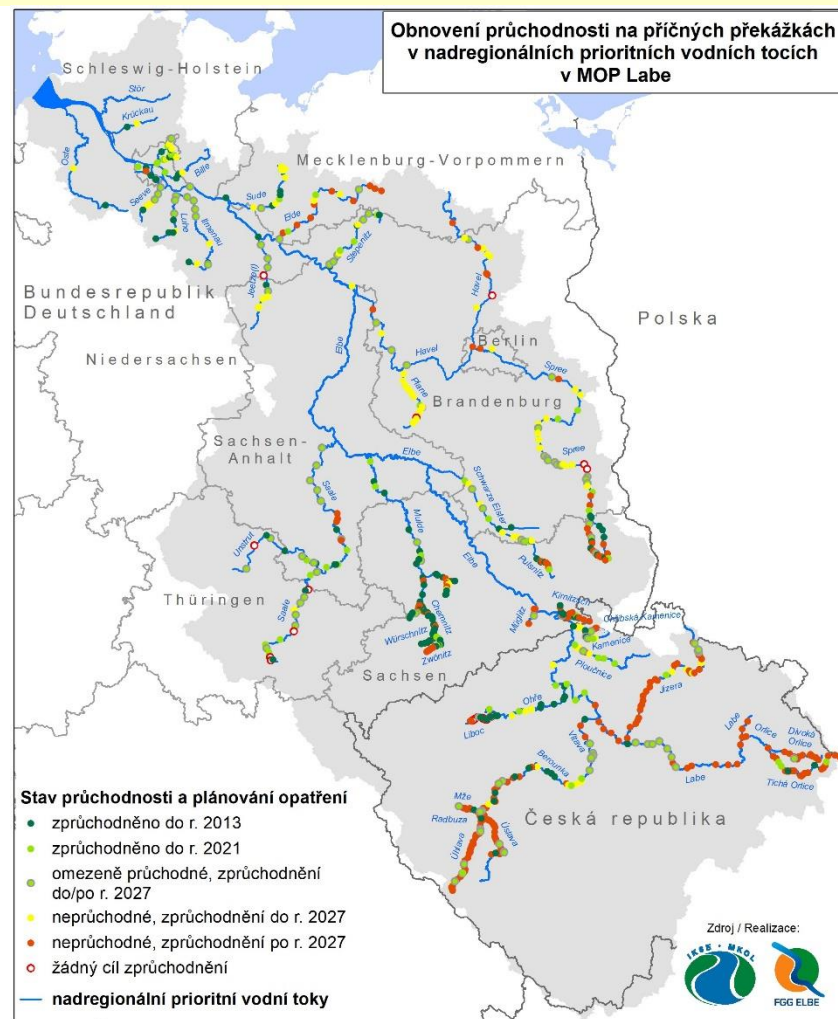 Obnovení průchodnosti na příčných překážkách
v nadregionálních prioritních vodních tocích
v MOP Labe
Schleswig-Holstein
Stör
Krückau
Oste
Bille
Mecklenburg-Vorpommern
Seeve
Luhe
Ilmenau
Sude
Elde
Stepenitz
Jeetze(l)
Havel
Bundesrepublik
Deutschland
Polska
Niedersachsen
Elbe
Berlin
Havel
Spree
Plane
Brandenburg
Sachsen-
Anhalt
Elbe
Spree
Saale
Schwarze Elster
Mulde
Elbe
Unstrut
Pulsnitz
Thüringen
Saale
Kirnitzsch
Müglitz
Chřibská Kamenice
Chemnitz
Würschnitz
Zwönitz
Kamenice
Ploučnice
Sachsen
Jizera
Ohře
Liboc
Vltava
Labe
Orlice
Divoká
Orlice
Berounka
Labe
Tichá Orlice
Mže
Radbuza
Česká republika
Úhlava
Úslava
Stav průchodnosti a plánování opatření
zprůchodněno do r. 2013
zprůchodněno do r. 2021
omezeně průchodné, zprůchodnění
do/po r. 2027
neprůchodné, zprůchodnění do r. 2027
neprůchodné, zprůchodnění po r. 2027
žádný cíl zprůchodnění
nadregionální prioritní vodní toky
Zdroj / Realizace:
IKSE - MKOL
FGG ELBE